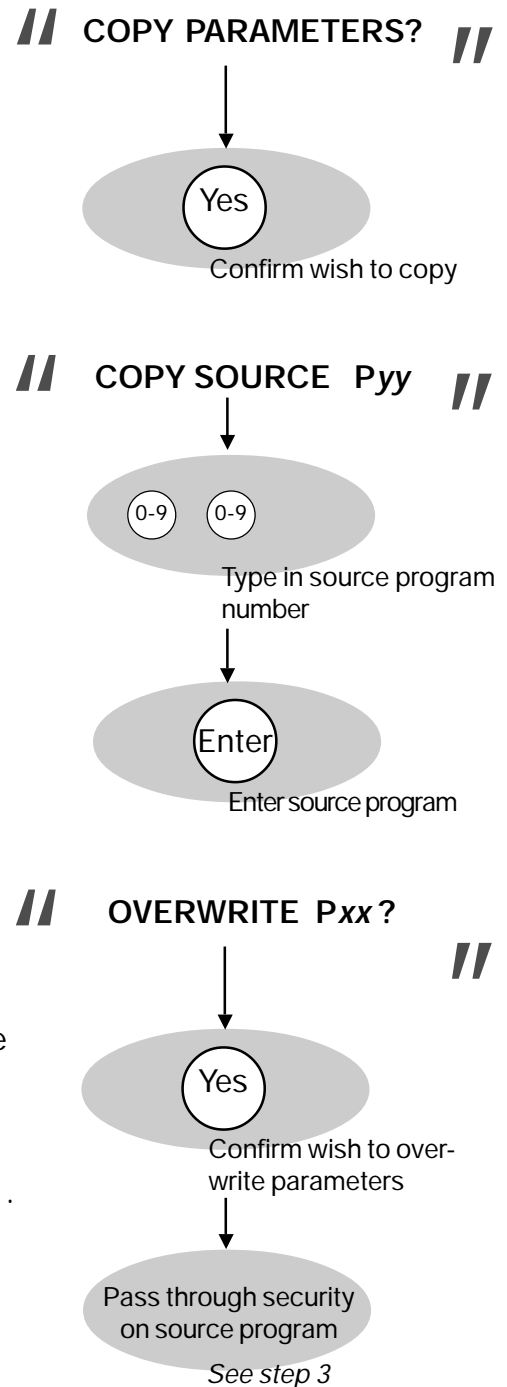 " COPY PARAMETERS? "
Yes
Confirm wish to copy
" COPY SOURCE Pyy "
0-9 0-9
Type in source program
number
Enter
Enter source program
" OVERWRITE Pxx ? "
e
Yes
Confirm wish to over-
write parameters
.
Pass through security
on source program
See step 3